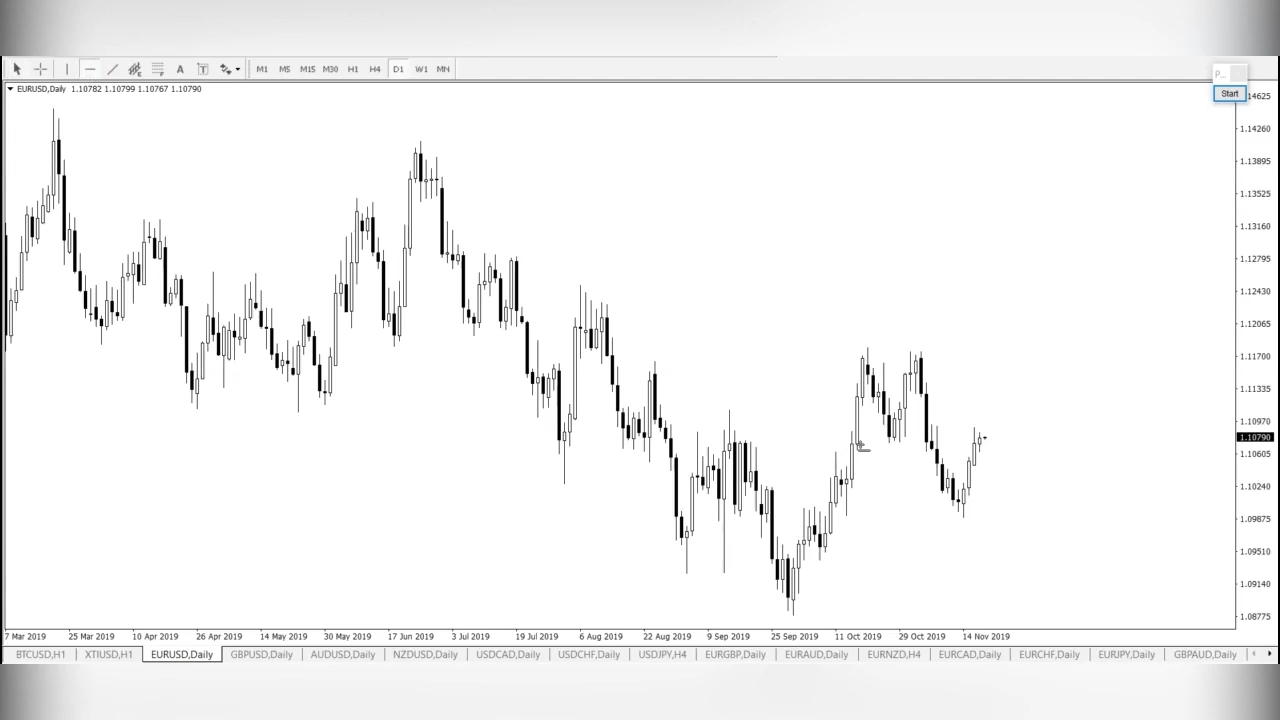 A T
M1 M5 M15 M30 H1 H4 D1 W1 MN
P...
EURUSD,Daily 1.10782 1.10799 1.10767 1.10790
Start
14625
1.14260
1.13895
1.13525
1.13160
1.12795
1.12430
1.12065
1.11700
1.11335
1.10970
1.10790
1.10605
1.10240
1.09875
1.09510
1.09140
1.08775
7 Mar 2019 25 Mar 2019 10 Apr 2019 26 Apr 2019 14 May 2019 30 May 2019 17 Jun 2019 3 Jul 2019 19 Jul 2019 6 Aug 2019 22 Aug 2019 9 Sep 2019 25 Sep 2019 11 Oct 2019 29 Oct 2019 14 Nov 2019
BTCUSD,H1 XTIUSD,H1 EURUSD,Daily GBPUSD,Daily AUDUSD,Daily NZDUSD,Daily USDCAD,Daily USDCHF,Daily USDJPY,H4 EURGBP,Daily EURAUD,Daily EURNZD,H4 EURCAD,Daily EURCHF,Daily EURJPY,Daily GBPAUD,Daily